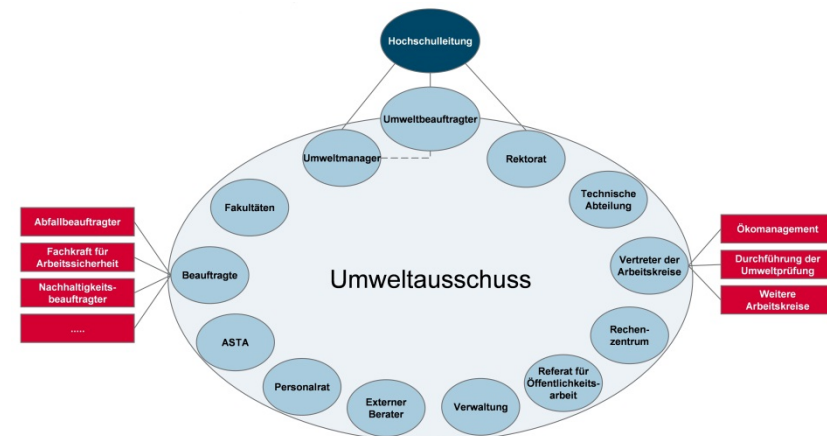 Hochschulleitung
Umweltbeauftragter
Umweltmanager
Rektorat
Technische
Abteilung
Fakultäten
Abfallbeauftragter
Fachkraft für
Arbeitssicherheit
Nachhaltigkeits-
beauftragter
.....
Beauftragte
Umweltausschuss
Vertreter der
Arbeitskreise
Ökomanagement
Durchführung der
Umweltprüfung
Weitere
Arbeitskreise
ASTA
Rechen-
zentrum
Personalrat
Externer
Berater
Verwaltung
Referat für
Öffentlichkeits-
arbeit